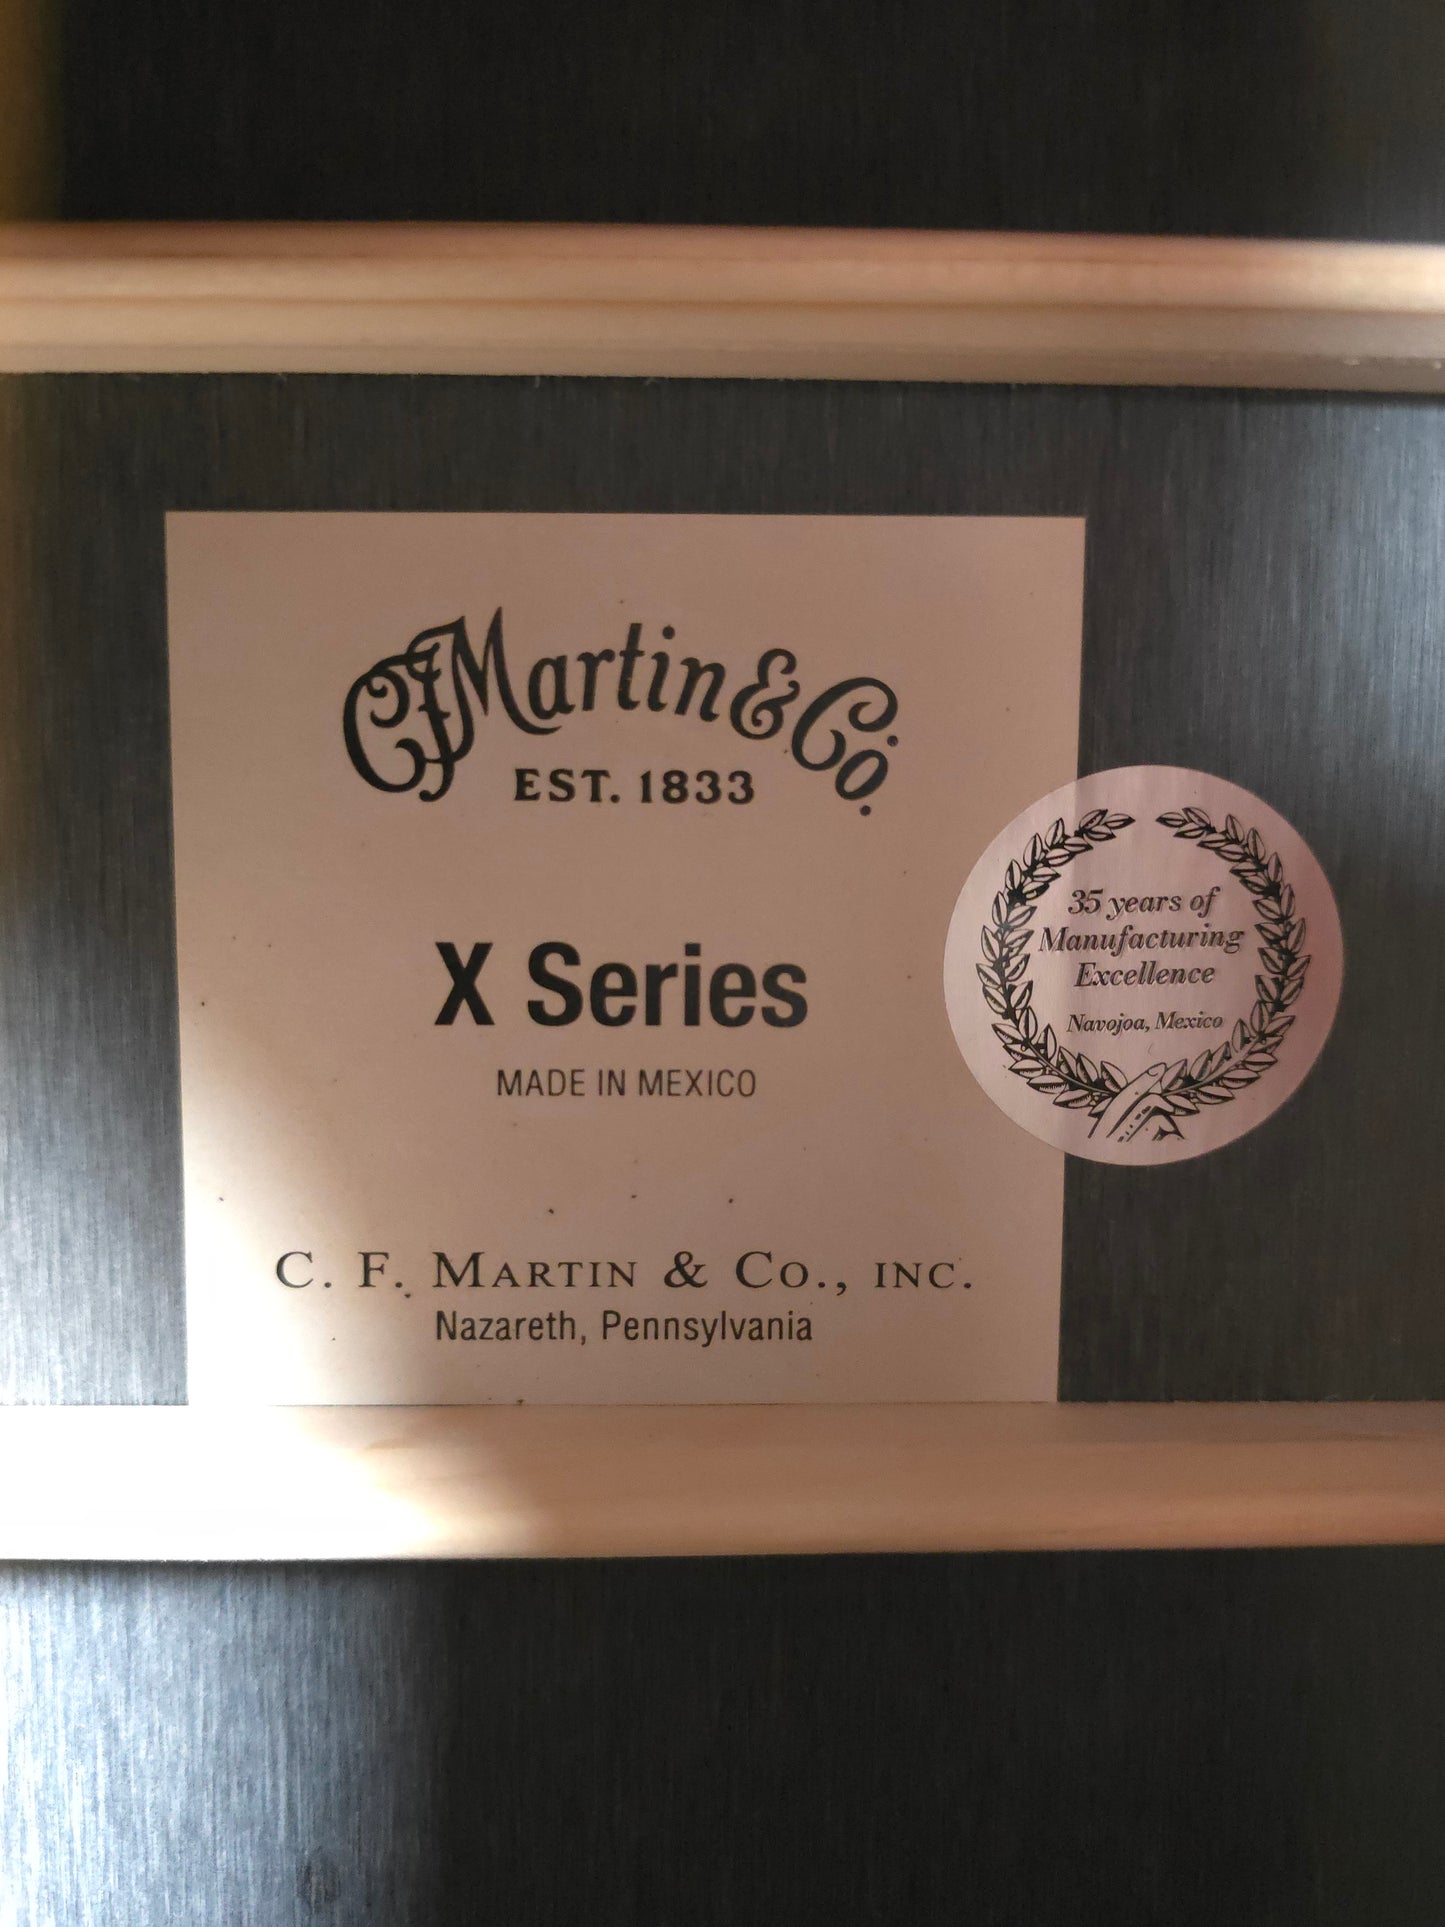 CFMartin & Co.
EST. 1833
X Series
MADE IN MEXICO
C. F. MARTIN & CO., INC.
Nazareth, Pennsylvania
35 years of
Manufacturing
Excellence
Navojoa, Mexico